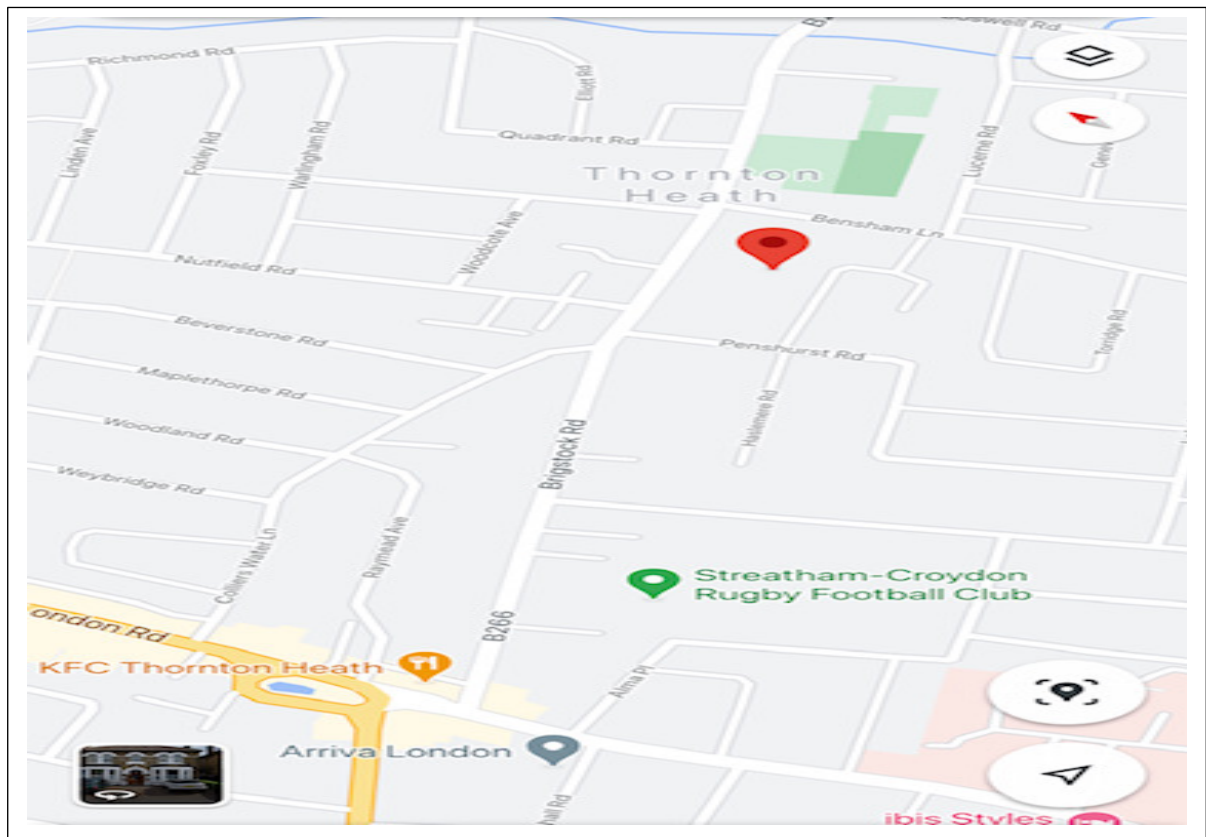 Richmond Rd
Elliott Rd
Linden Ave
Foxley Rd
Warlingham Rd
Quadrant Rd
Lucerne Rd
Thornton
Heath
Bensham Ln
Woodcote Ave
Nutfield Rd
Beverstone Rd
Penshurst Rd
Torridge Rd
Maplethorpe Rd
Haslemere Rd
Woodland Rd
Brigstock Rd
Weybridge Rd
Colliers Water Ln
Raymead Ave
Streatham-Croydon
Rugby Football Club
ondon Rd
B266
KFC Thornton Heath
Alma Pl
Arriva London
hall Rd
ibis Styles